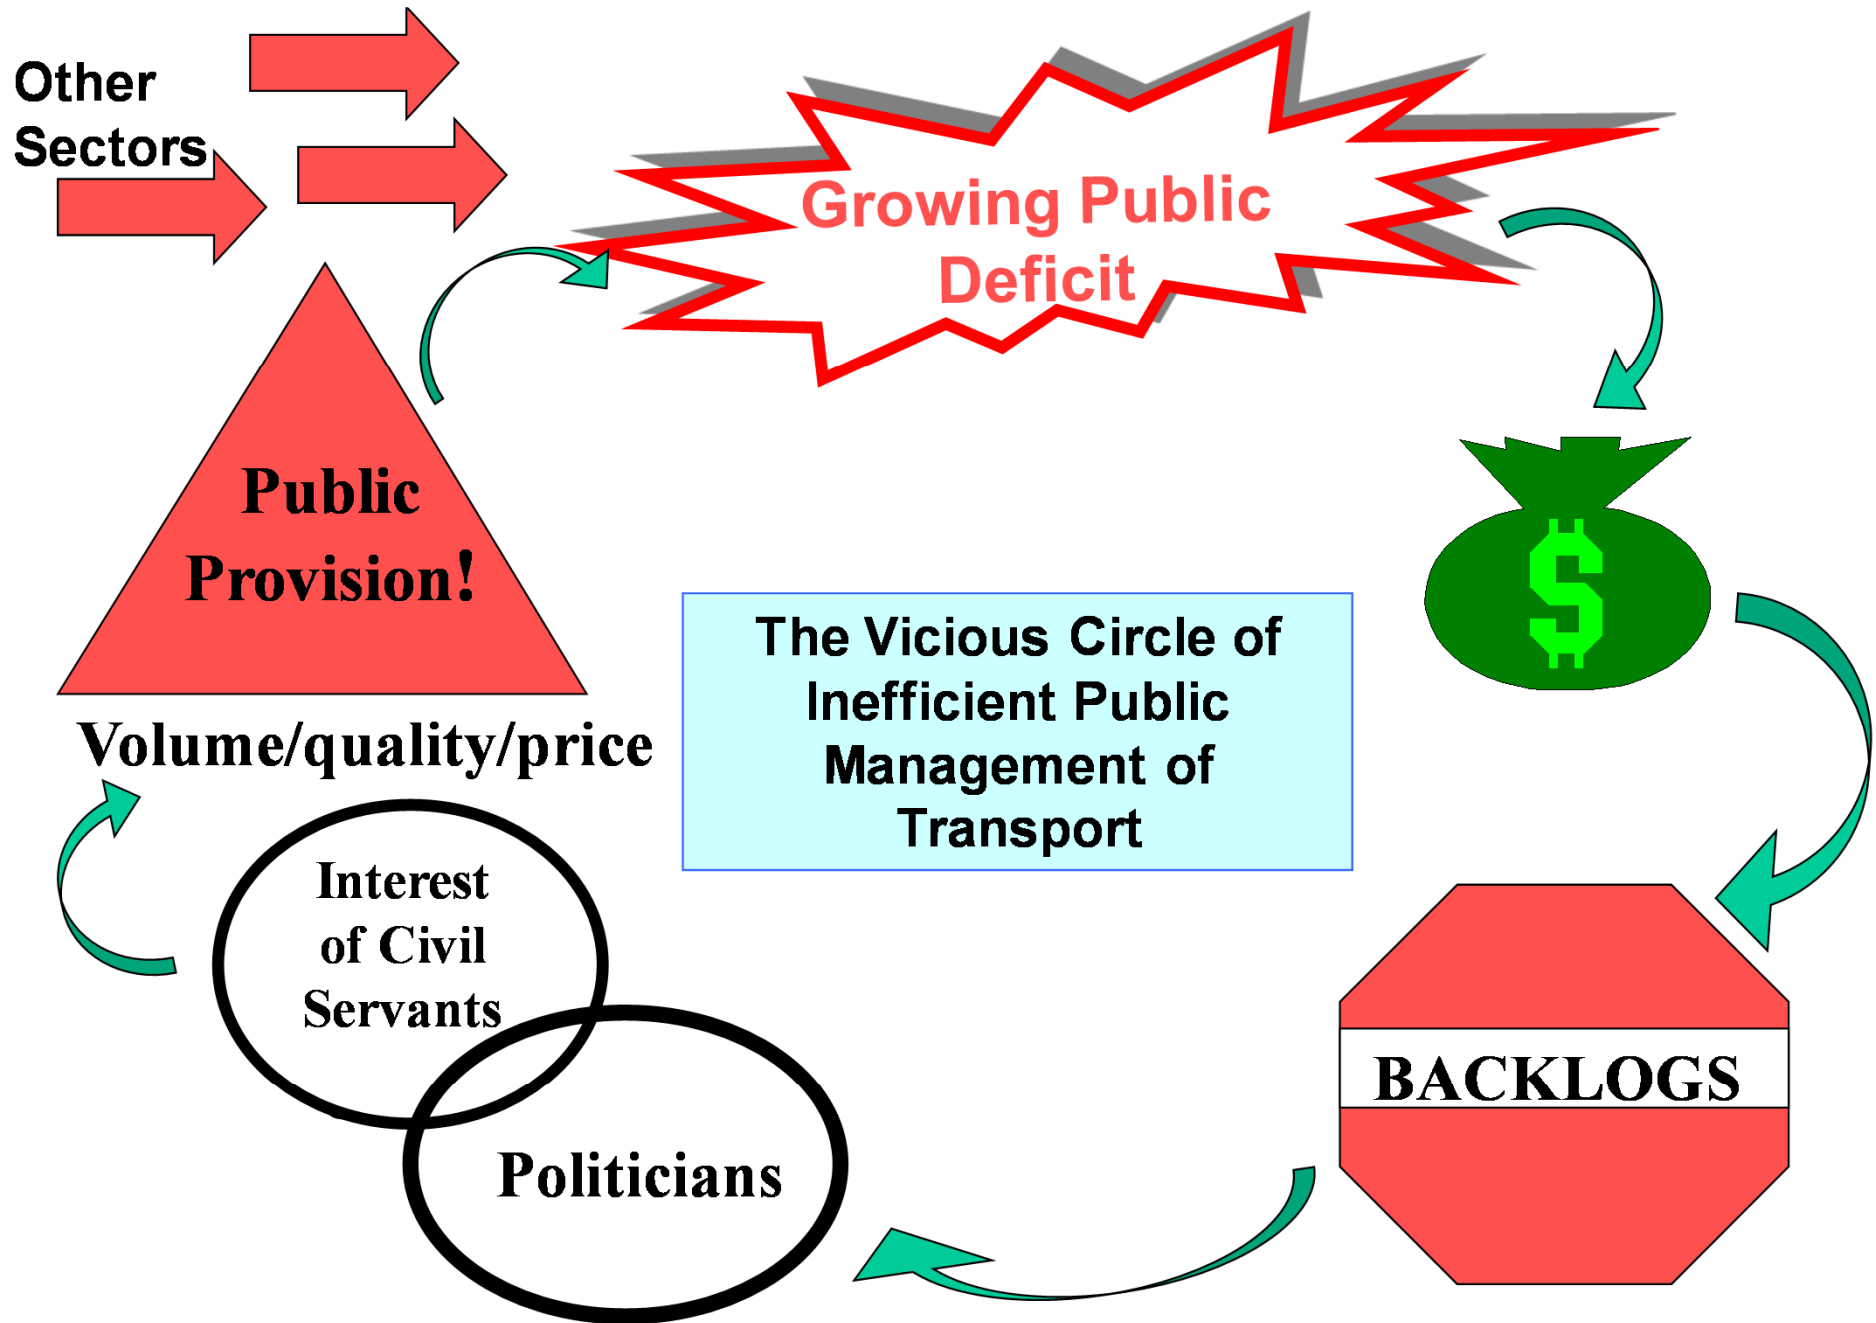 Other
Sectors
Growing Public
Deficit
Public
Provision!
$
The Vicious Circle of
Inefficient Public
Management of
Transport
Volume/quality/price
Interest
of Civil
Servants
BACKLOGS
Politicians